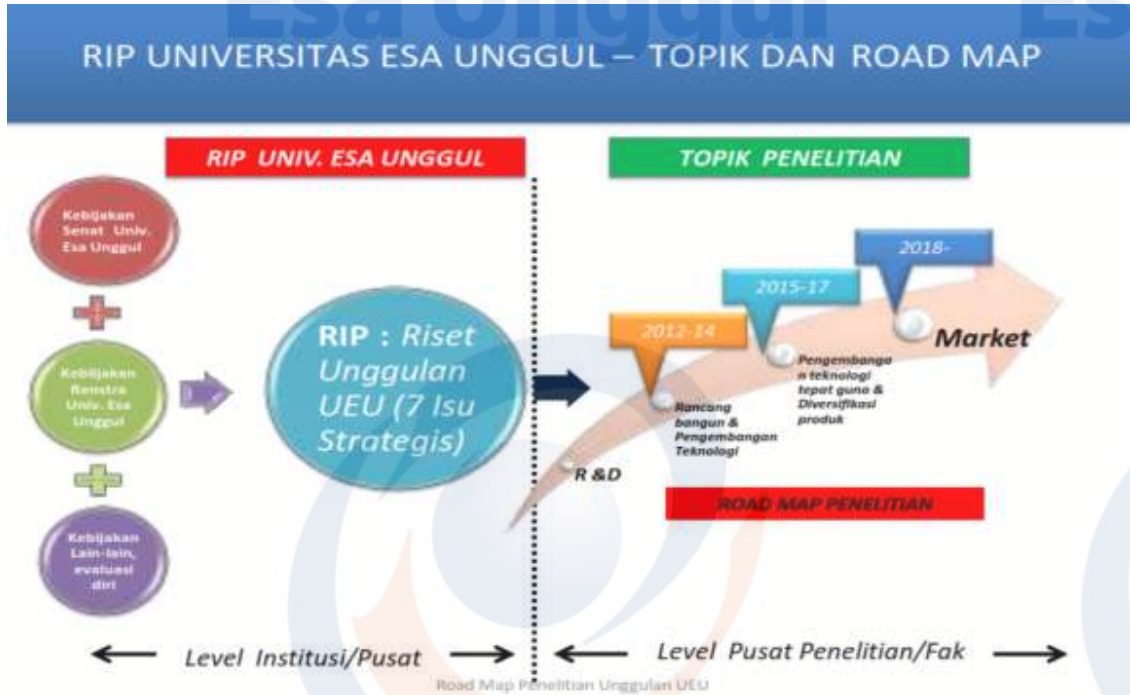 Esa Unggul
Es
RIP UNIVERSITAS ESA UNGGUL – TOPIK DAN ROAD MAP
RIP UNIV. ESA UNGGUL
TOPIK PENELITIAN
Kebijakan
Senat Univ.
Esa Unggul
Kebijakan
Renstra
Univ. Esa
Unggul
Kebijakan
Lain-lain,
evaluasi
diri
RIP : Riset
Unggulan
UEU (7 Isu
Strategis)
2012-14
2015-17
2018-
R &D
Rancang
bangun &
Pengembangan
Teknologi
Pengembanga
n teknologi
tepat guna &
Diversifikasi
produk
Market
ROAD MAP PENELITIAN
Level Institusi/Pusat
Level Pusat Penelitian/Fak
Road Map Penelitian Unggulan UEU